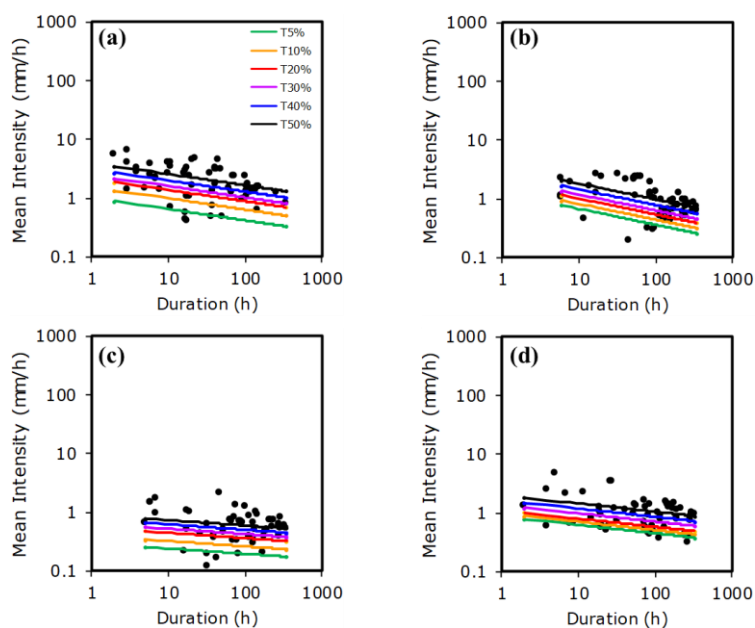 (a)
T5%
T10%
T20%
T30%
T40%
T50%
1000
100
10
1
0.1
Mean Intensity (mm/h)
1 10 100 1000
Duration (h)
(b)
1000
100
10
1
0.1
Mean Intensity (mm/h)
1 10 100 1000
Duration (h)
(c)
1000
100
10
1
0.1
Mean Intensity (mm/h)
1 10 100 1000
Duration (h)
(d)
1000
100
10
1
0.1
Mean Intensity (mm/h)
1 10 100 1000
Duration (h)